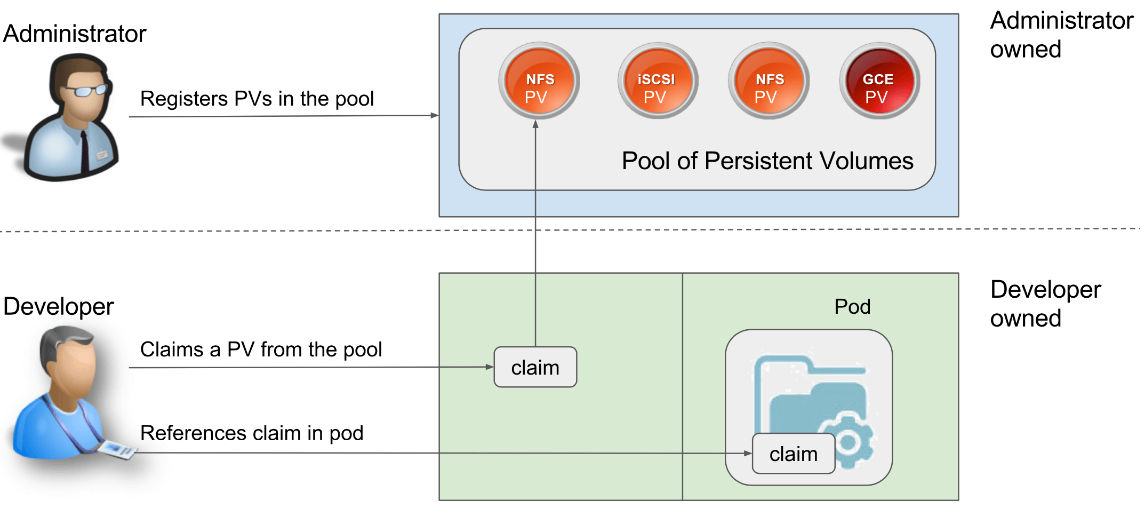 Administrator
Registers PVs in the pool
NFS
PV
iSCSI
PV
NFS
PV
GCE
PV
Pool of Persistent Volumes
Administrator
owned
Developer
Claims a PV from the pool
claim
References claim in pod
Pod
claim
Developer
owned